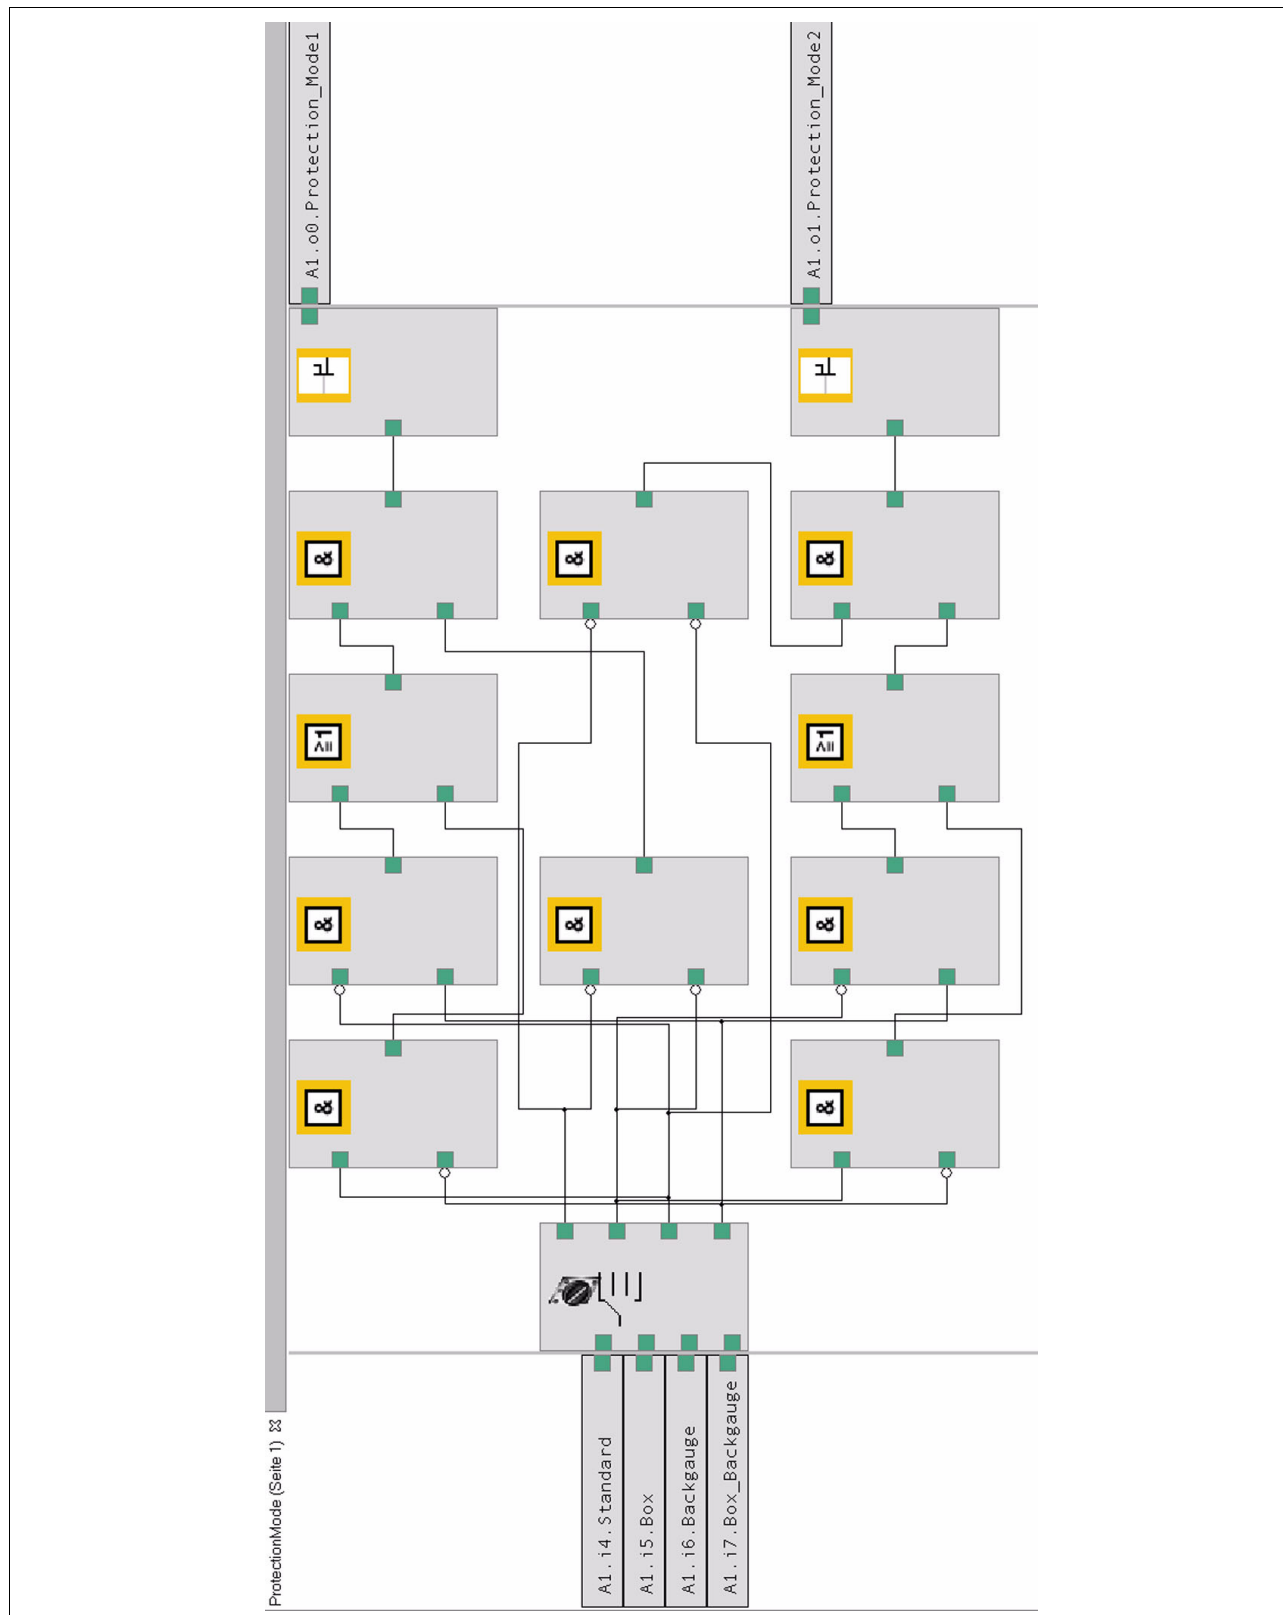 ProtectionMode (Seite 1)
A1.o0.Protection_Mode1
&
≥1
&
&
&
&
A1.i4.Standard
A1.i5.Box
A1.i6.Backgauge
A1.i7.Box_Backgauge
A1.o1.Protection_Mode2
&
≥1
&
&